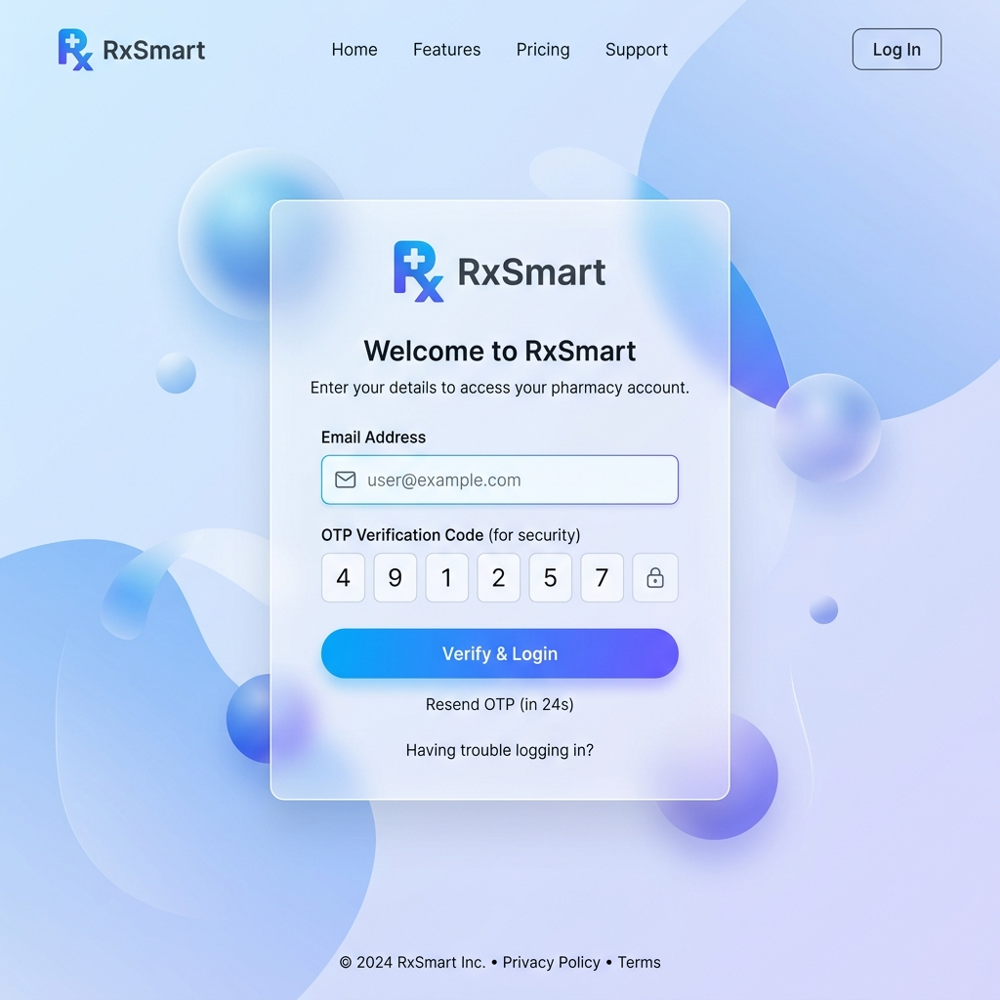 Rx RxSmart
Home Features Pricing Support
Log In
Rx RxSmart
Welcome to RxSmart
Enter your details to access your pharmacy account.
Email Address
user@example.com
OTP Verification Code (for security)
4 9 1 2 5 7
Verify & Login
Resend OTP (in 24s)
Having trouble logging in?
© 2024 RxSmart Inc. • Privacy Policy • Terms